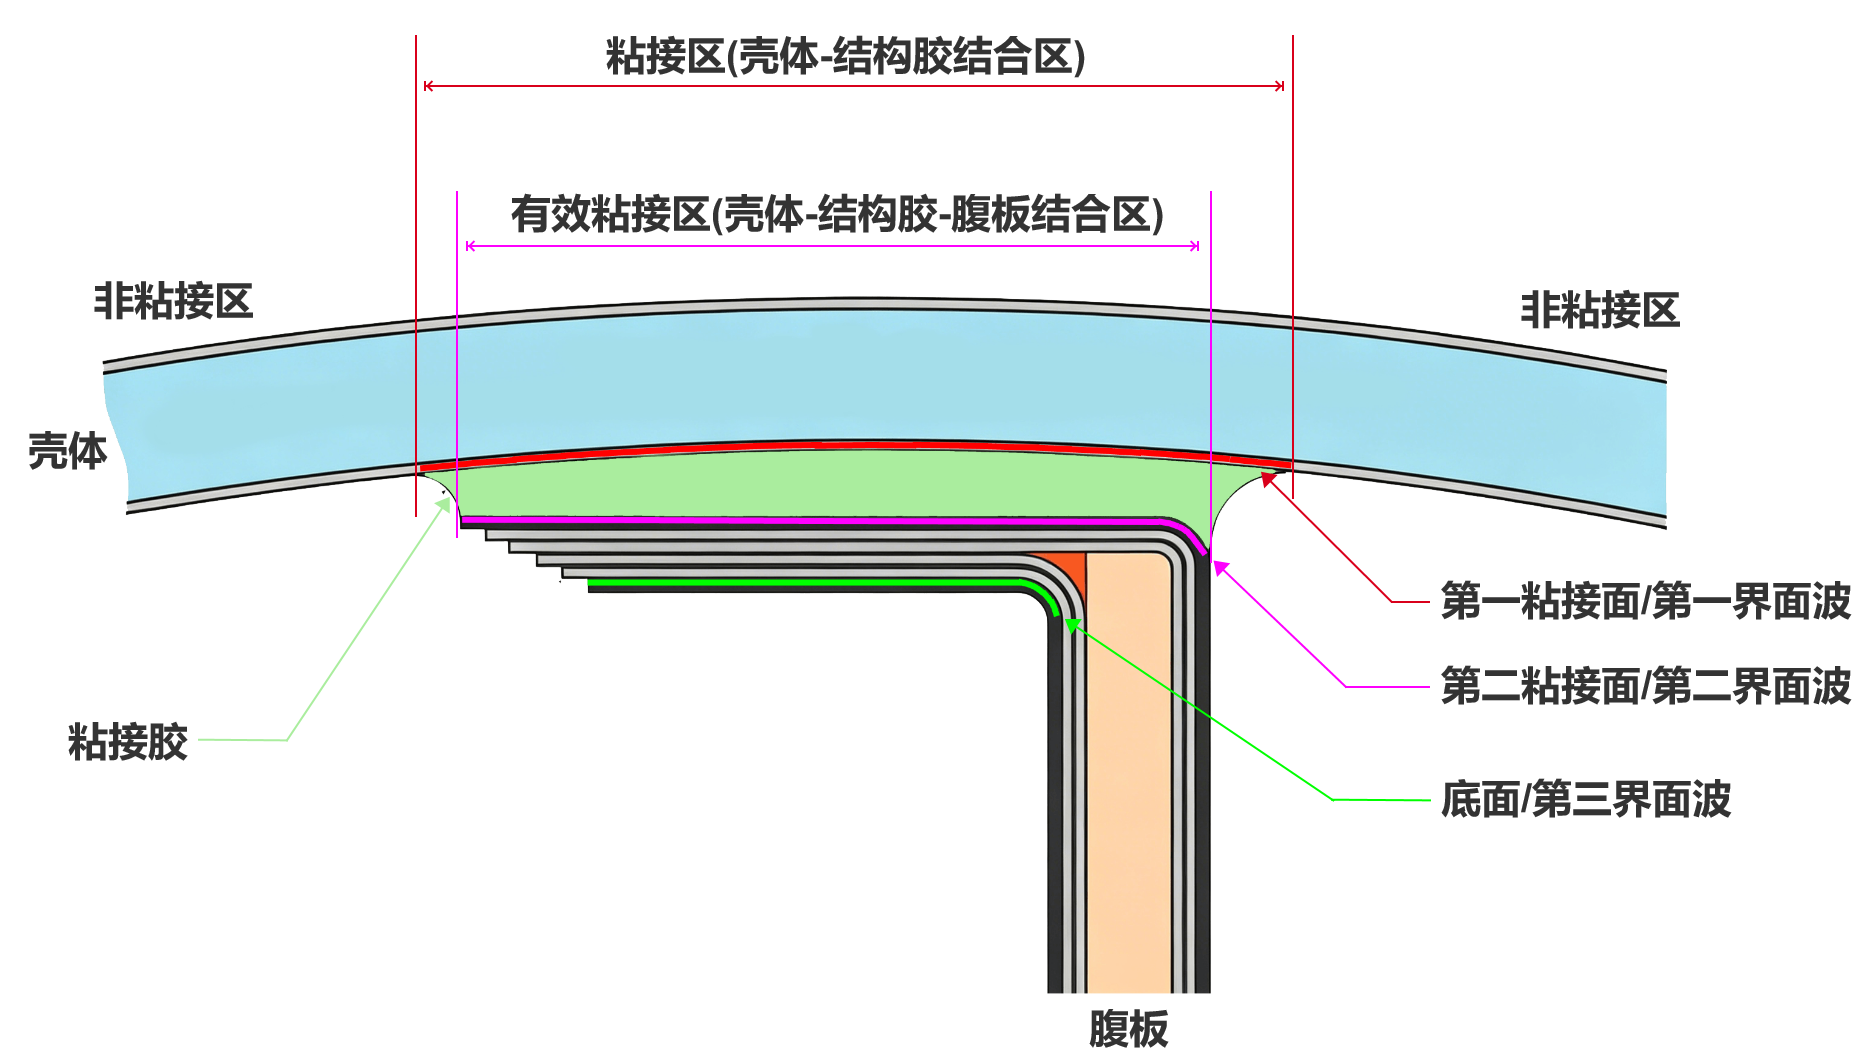 粘接区(壳体-结构胶结合区)
有效粘接区(壳体-结构胶-腹板结合区)
非粘接区
非粘接区
壳体
第一粘接面/第一界面波
第二粘接面/第二界面波
粘接胶
底面/第三界面波
腹板